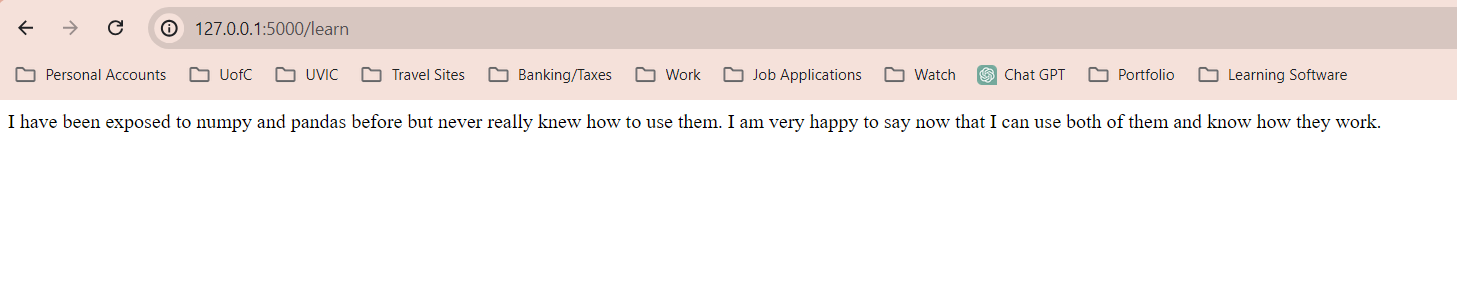 127.0.0.1:5000/learn
Personal Accounts UofC UVIC Travel Sites Banking/Taxes Work Job Applications Watch Chat GPT Portfolio Learning Software
I have been exposed to numpy and pandas before but never really knew how to use them. I am very happy to say now that I can use both of them and know how they work.